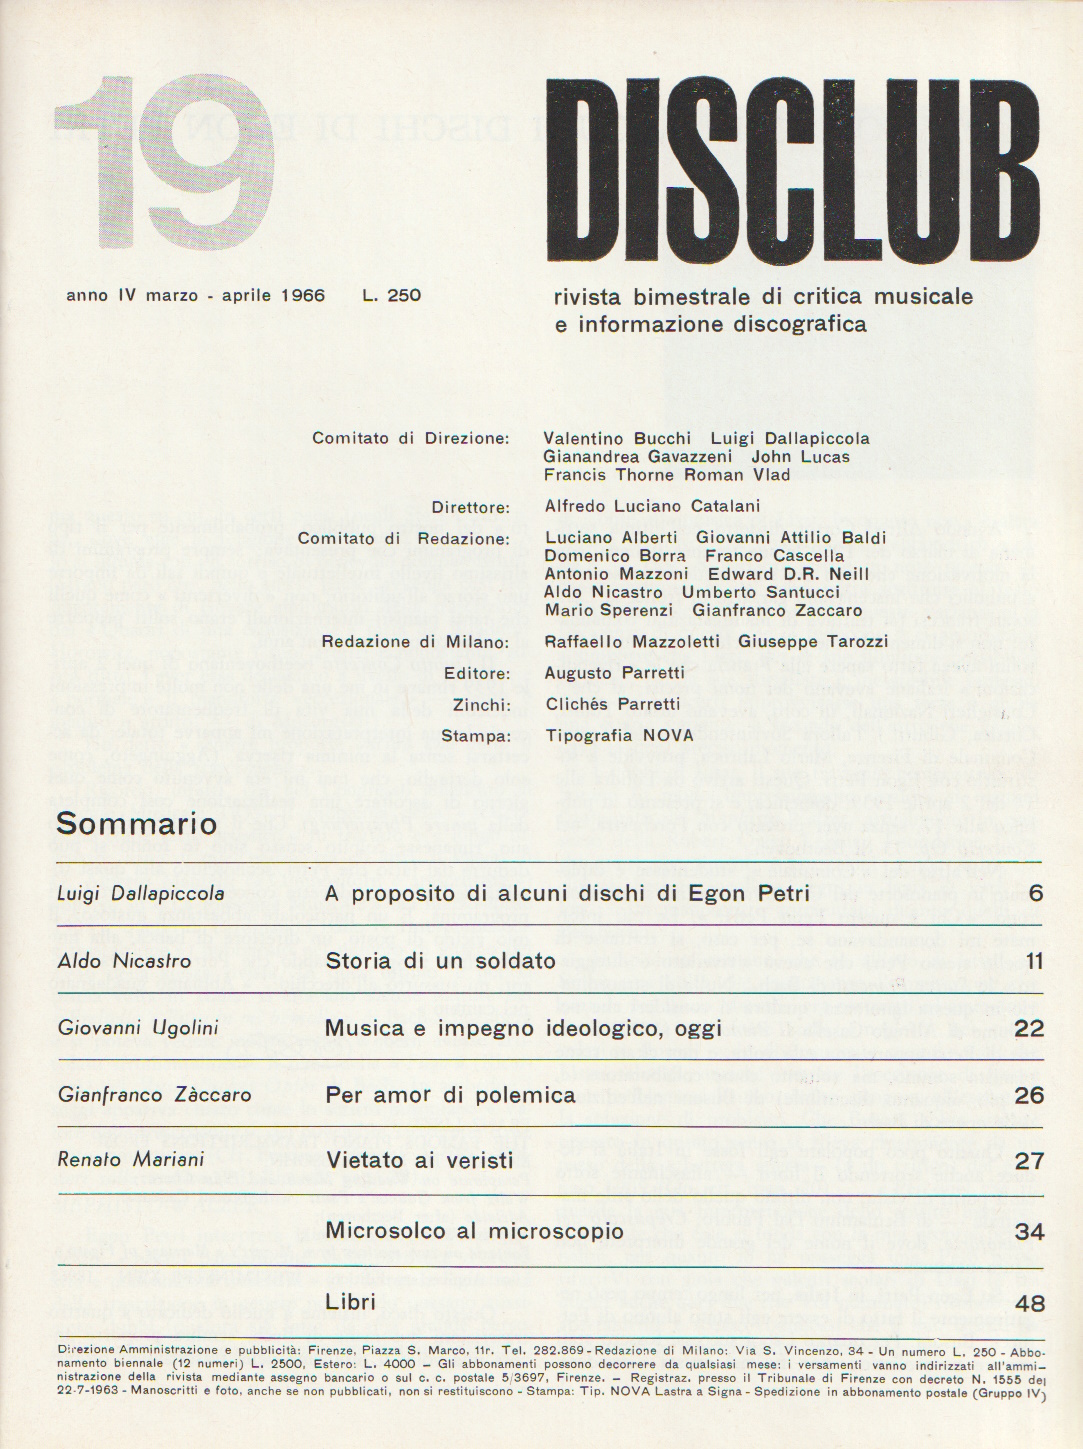 19
DISCLUB
anno IV marzo - aprile 1966 L. 250
rivista bimestrale di critica musicale
e informazione discografica
Comitato di Direzione: Valentino Bucchi Luigi Dallapiccola
Gianandrea Gavazzeni John Lucas
Francis Thorne Roman Vlad
Direttore: Alfredo Luciano Catalani
Comitato di Redazione: Luciano Alberti Giovanni Attilio Baldi
Domenico Borra Franco Cascella
Antonio Mazzoni Edward D.R. Neill
Aldo Nicastro Umberto Santucci
Mario Sperenzi Gianfranco Zaccaro
Redazione di Milano: Raffaello Mazzoletti Giuseppe Tarozzi
Editore: Augusto Parretti
Zinchi: Clichés Parretti
Stampa: Tipografia NOVA
Sommario
Luigi Dallapiccola A proposito di alcuni dischi di Egon Petri 6
Aldo Nicastro Storia di un soldato 11
Giovanni Ugolini Musica e impegno ideologico, oggi 22
Gianfranco Zàccaro Per amor di polemica 26
Renato Mariani Vietato ai veristi 27
Microsolco al microscopio 34
Libri 48
Direzione Amministrazione e pubblicità: Firenze, Piazza S. Marco, 11r. Tel. 282.869 - Redazione di Milano: Via S. Vincenzo, 34 - Un numero L. 250 - Abbo-
namento biennale (12 numeri) L. 2500, Estero: L. 4000 – Gli abbonamenti possono decorrere da qualsiasi mese: i versamenti vanno indirizzati all'ammi-
nistrazione della rivista mediante assegno bancario o sul c. c. postale 5/3697, Firenze. – Registraz. presso il Tribunale di Firenze con decreto N. 1555 del
22-7-1963 - Manoscritti e foto, anche se non pubblicati, non si restituiscono - Stampa: Tip. NOVA Lastra a Signa - Spedizione in abbonamento postale (Gruppo IV)